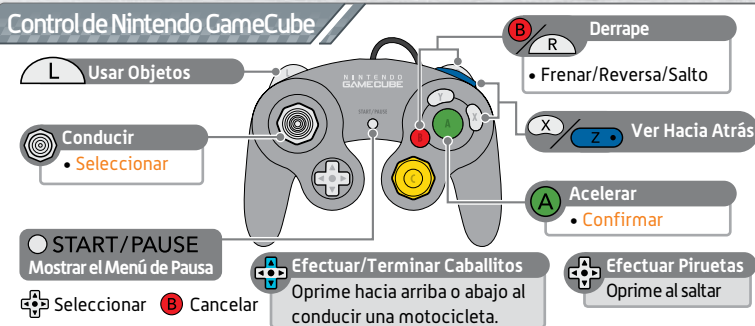 Control de Nintendo GameCube
B / R Derrape
• Frenar/Reversa/Salto
L Usar Objetos
NINTENDO
GAMECUBE
START/PAUSE
L
Y
X
A
B
C
Conducir
• Seleccionar
X / Z Ver Hacia Atrás
A Acelerar
• Confirmar
START/PAUSE
Mostrar el Menú de Pausa
Seleccionar B Cancelar
Efectuar/Terminar Caballitos
Oprime hacia arriba o abajo al
conducir una motocicleta.
Efectuar Piruetas
Oprime al saltar